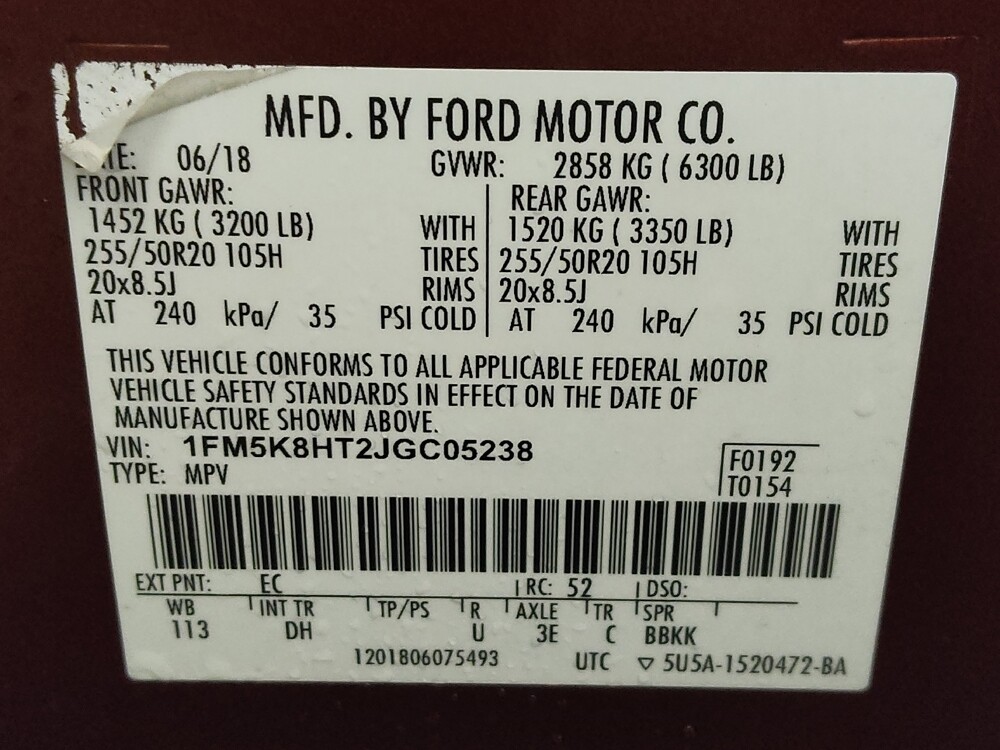 MFD. BY FORD MOTOR CO.
TE: 06/18 GVWR: 2858 KG ( 6300 LB)
FRONT GAWR: REAR GAWR:
1452 KG ( 3200 LB) WITH 1520 KG ( 3350 LB) WITH
255/50R20 105H TIRES 255/50R20 105H TIRES
20x8.5J RIMS 20x8.5J RIMS
AT 240 kPa/ 35 PSI COLD AT 240 kPa/ 35 PSI COLD
THIS VEHICLE CONFORMS TO ALL APPLICABLE FEDERAL MOTOR
VEHICLE SAFETY STANDARDS IN EFFECT ON THE DATE OF
MANUFACTURE SHOWN ABOVE.
VIN: 1FM5K8HT2JGC05238
F0192
TYPE: MPV
T0154
EXT PNT: EC RC: 52 DSO:
WB INT TR TP/PS R AXLE TR SPR
113 DH U 3E C BBKK
1201806075493 UTC ▽ 5U5A-1520472-BA